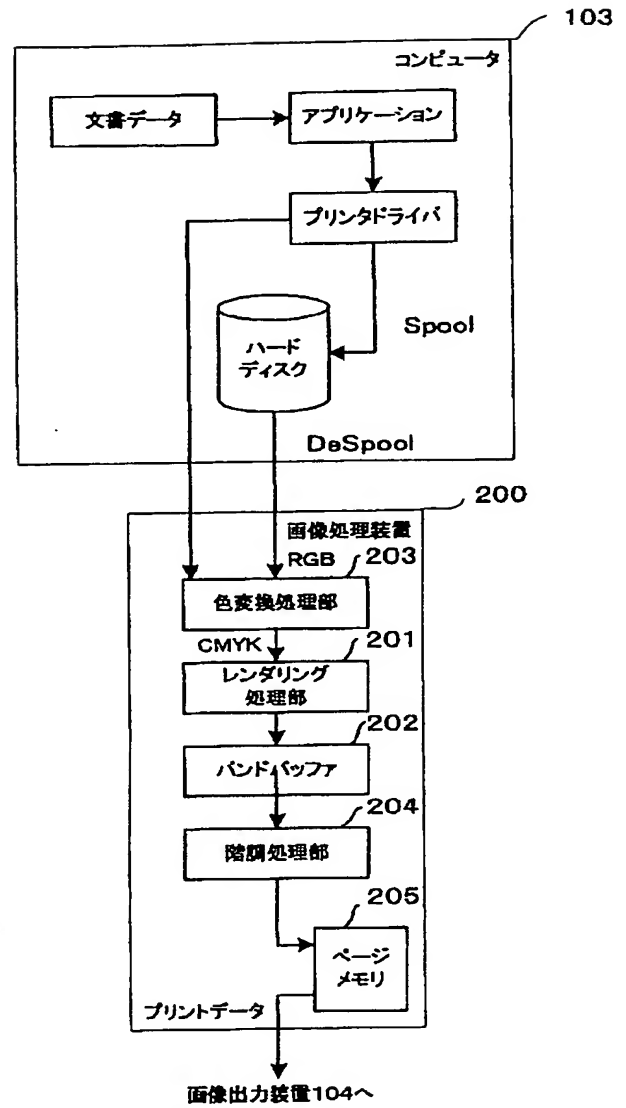 103
コンピュータ
文書データ
アプリケーション
プリンタドライバ
Spool
ハード
ディスク
DeSpool
200
画像処理装置
RGB
203
色変換処理部
CMYK
201
レンダリング
処理部
202
バンドバッファ
204
階調処理部
205
ページ
メモリ
プリントデータ
画像出力装置104へ